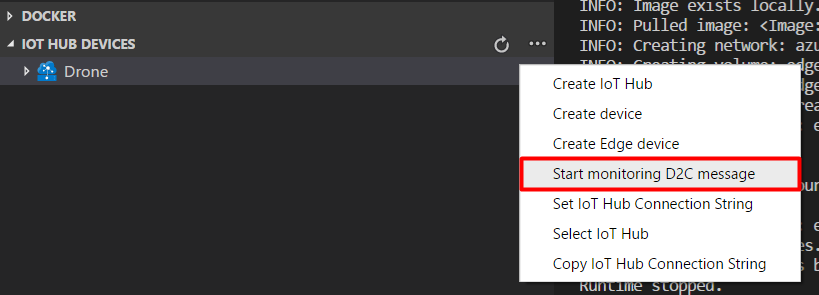 DOCKER
IOT HUB DEVICES
Drone
Create IoT Hub
Create device
Create Edge device
Start monitoring D2C message
Set IoT Hub Connection String
Select IoT Hub
Copy IoT Hub Connection String
INFO: Image exists locally.
INFO: Pulled image: <Image:
INFO: Creating network: azu
INFO: Creating volume: edge
Runtime stopped.